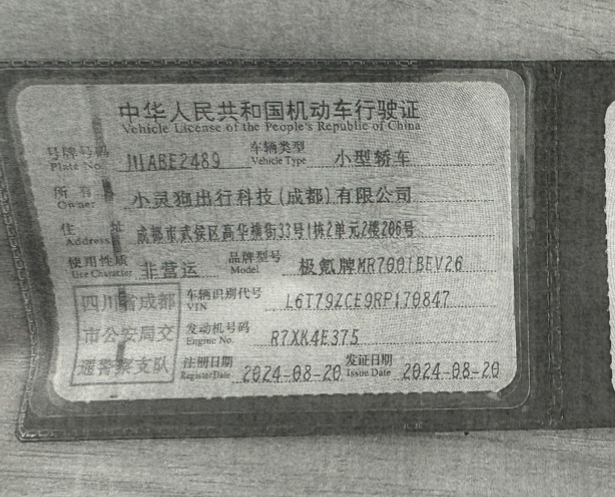 中华人民共和国机动车行驶证
Vehicle License of the People's Republic of China
号牌号码 川ABE2489 车辆类型 小型轿车
Plate No. Vehicle Type
所有人 小灵狗出行科技(成都)有限公司
Owner
住址 成都市武侯区高华横街33号1栋2单元2楼206号
Address
使用性质 非营运 品牌型号 极氪牌MR7001BEV26
Use Character Model
四川省成都 车辆识别代号 L6T79ZCE9RP170847
VIN
市公安局交 发动机号码 R7XK4E375
Engine No.
通警察支队 注册日期 2024-08-20 发证日期 2024-08-20
Register Date Issue Date